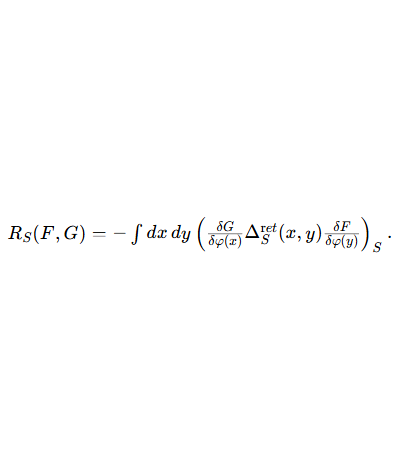 R_S(F, G) = − ∫ dx dy ( δG/δφ(x) Δ_S^ret(x, y) δF/δφ(y) )_S .